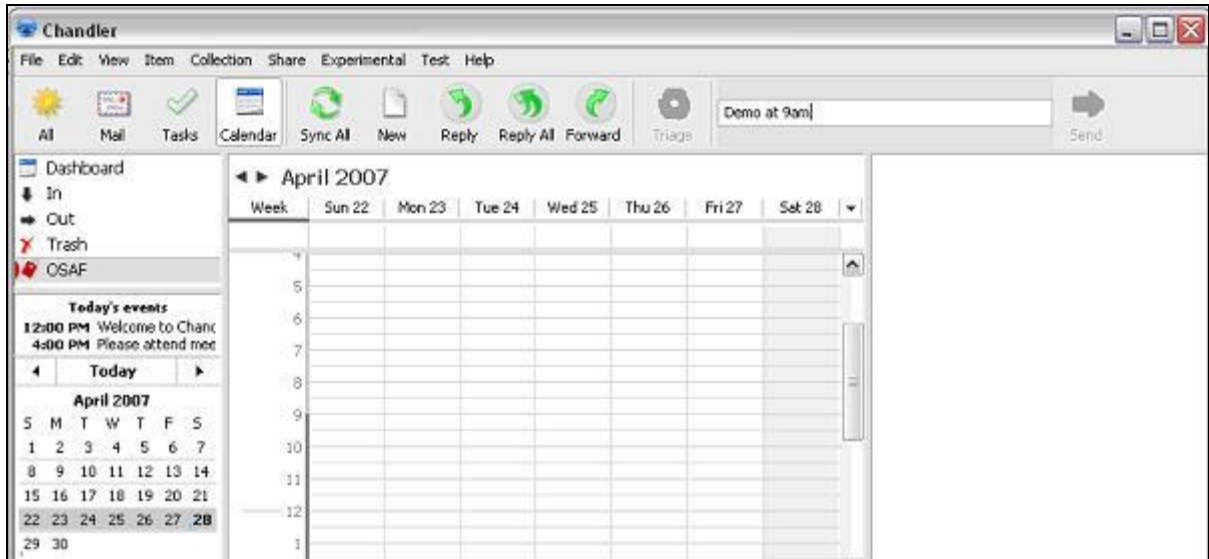 Chandler
File Edit View Item Collection Share Experimental Test Help
All Mail Tasks Calendar Sync All New Reply Reply All Forward Triage Demo at 9am Send
Dashboard
In
Out
Trash
OSAF
Today's events
12:00 PM Welcome to Chanc
4:00 PM Please attend mee
Today
April 2007
S M T W T F S
1 2 3 4 5 6 7
8 9 10 11 12 13 14
15 16 17 18 19 20 21
22 23 24 25 26 27 28
29 30
April 2007
Week Sun 22 Mon 23 Tue 24 Wed 25 Thu 26 Fri 27 Sat 28
4
5
6
7
8
9
10
11
12
1